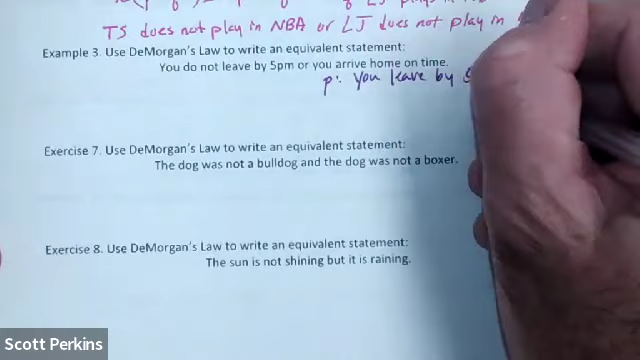 TS does not play in NBA or LJ does not play in
Example 3. Use DeMorgan's Law to write an equivalent statement:
You do not leave by 5pm or you arrive home on time.
p: You leave by
Exercise 7. Use DeMorgan's Law to write an equivalent statement:
The dog was not a bulldog and the dog was not a boxer.
Exercise 8. Use DeMorgan's Law to write an equivalent statement:
The sun is not shining but it is raining.
Scott Perkins